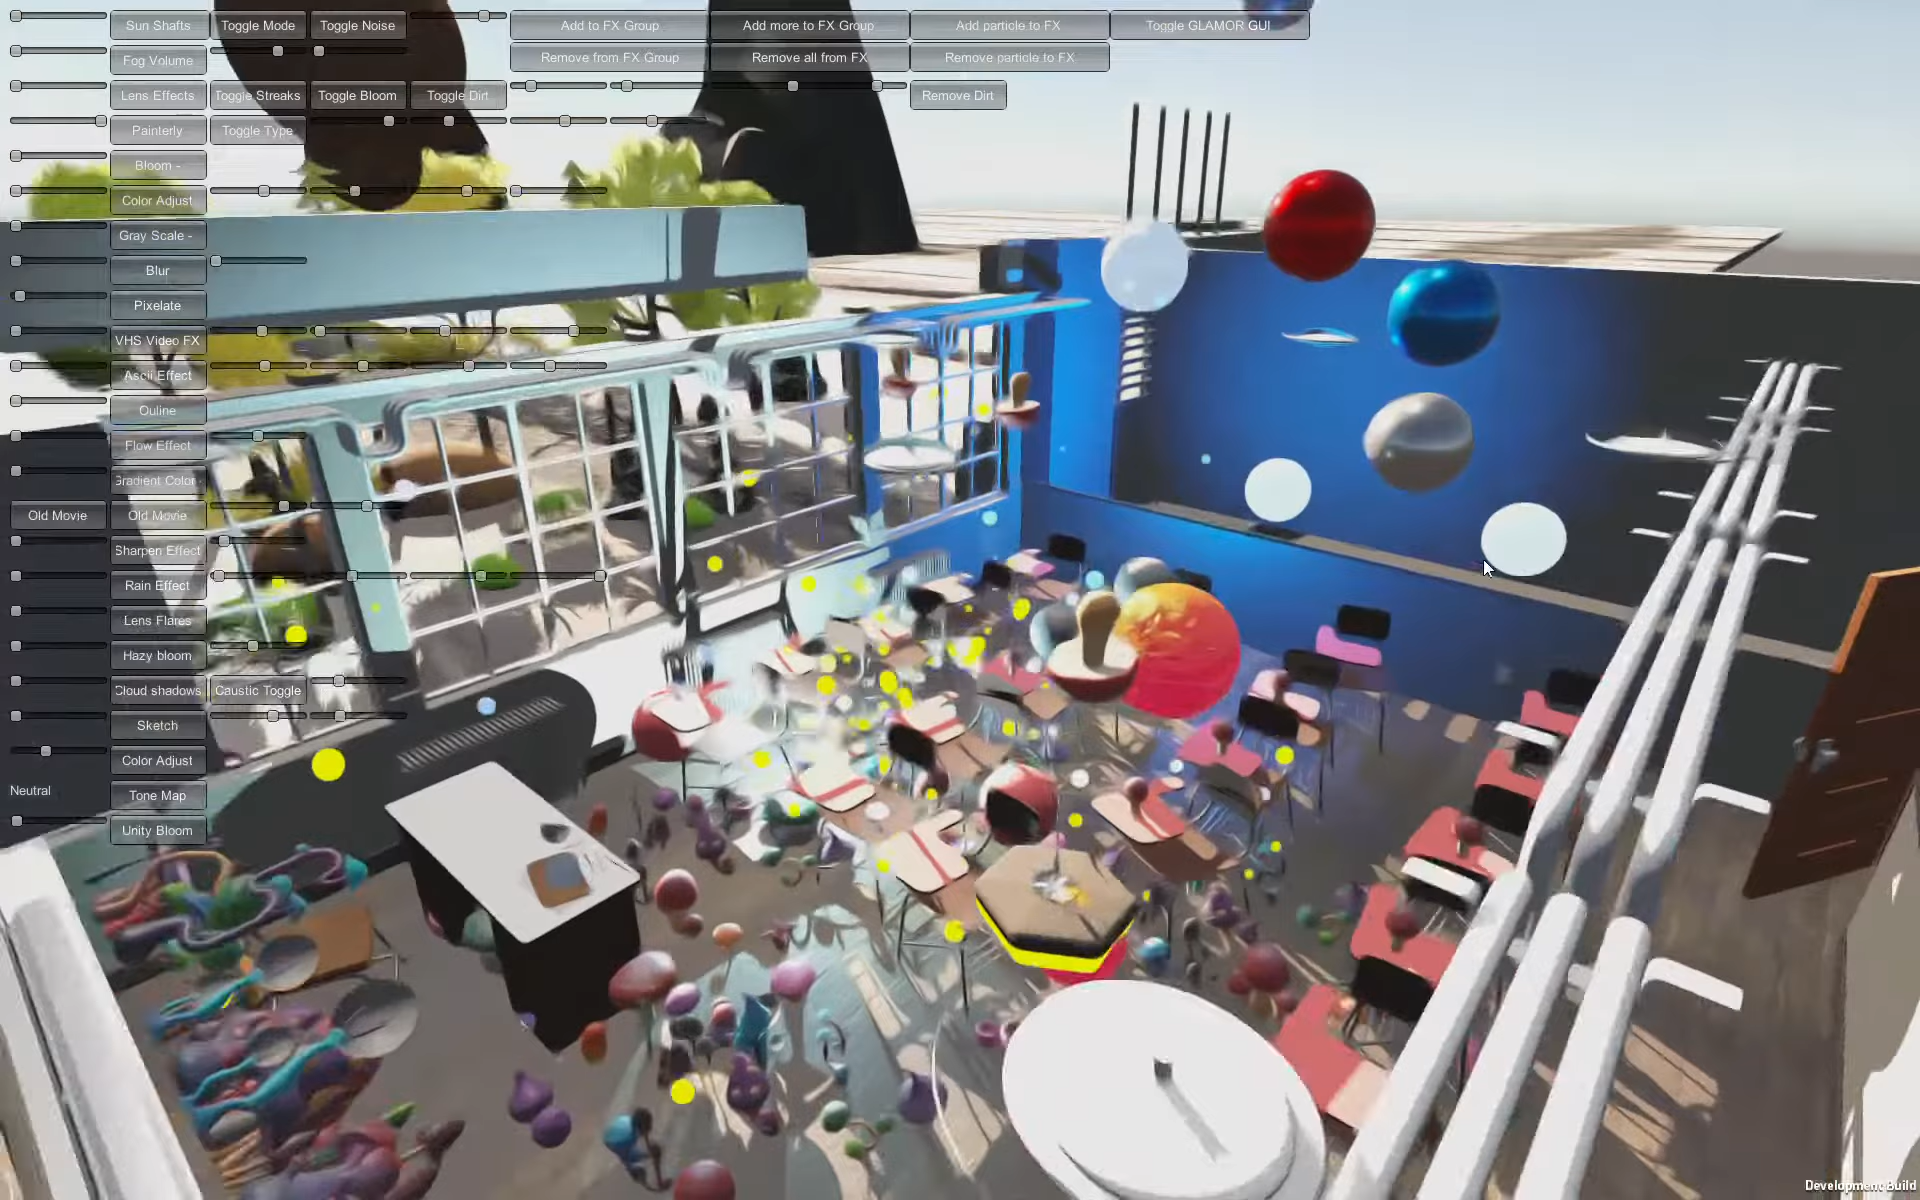 Sun Shafts Toggle Mode Toggle Noise Add to FX Group Add more to FX Group Add particle to FX Toggle GLAMOR GUI
Fog Volume Remove from FX Group Remove all from FX Remove particle to FX
Lens Effects Toggle Streaks Toggle Bloom Toggle Dirt Remove Dirt
Painterly Toggle Type
Bloom -
Color Adjust
Gray Scale -
Blur
Pixelate
VHS Video FX
Ascii Effect
Ouline
Flow Effect
Gradient Color -
Old Movie Old Movie
Sharpen Effect
Rain Effect
Lens Flares
Hazy bloom
Cloud shadows Caustic Toggle
Sketch
Color Adjust
Neutral Tone Map
Unity Bloom
Development Build